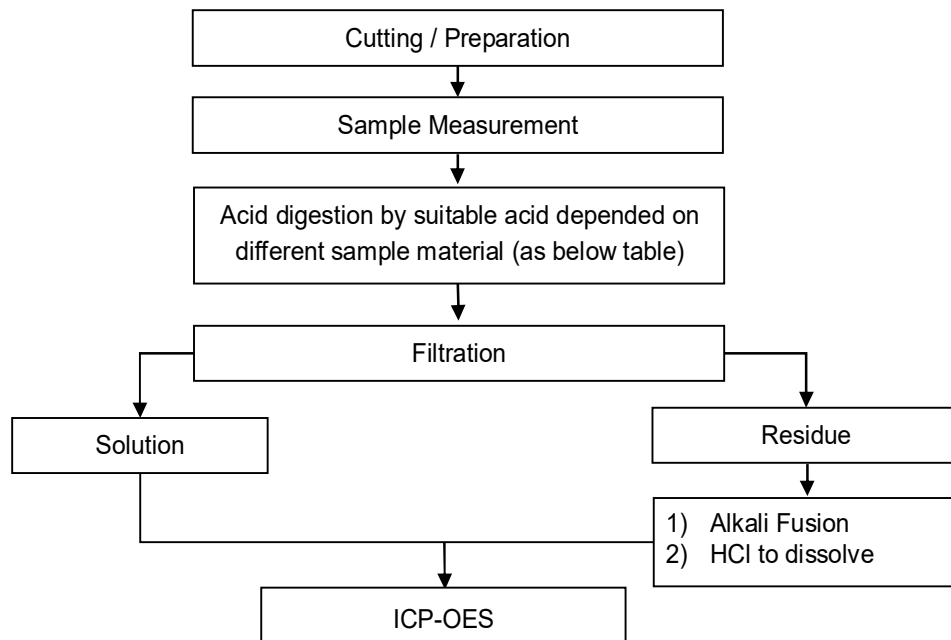 Cutting / Preparation
Sample Measurement
Acid digestion by suitable acid depended on
different sample material (as below table)
Filtration
Solution
Residue
1) Alkali Fusion
2) HCl to dissolve
ICP-OES